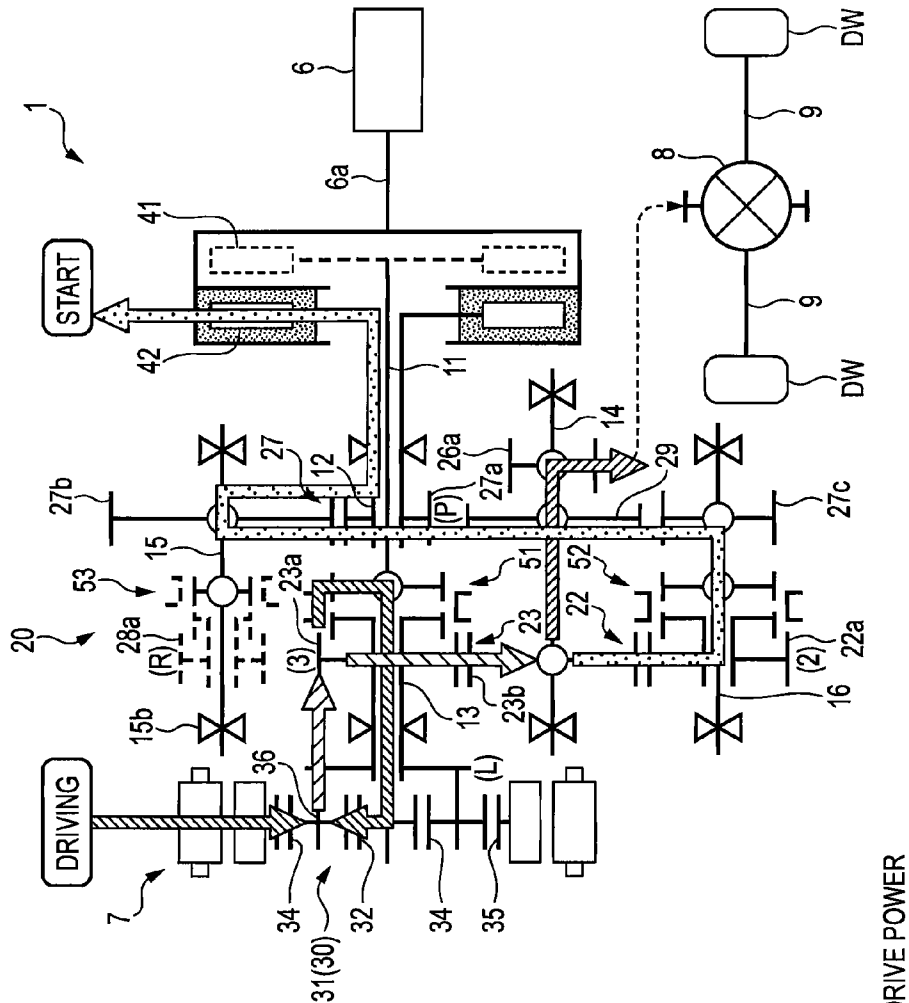 DRIVING
START
1
7
20
53
27b
15b
28a
(R)
15
27
42
41
6
36
34
31(30)
32
23a
(3)
12
11
6a
34
35
(L)
13
23
23b
51
(P)
27a
26a
14
22
52
29
16
(2)
22a
27c
8
9
9
DW
DW
DRIVE POWER